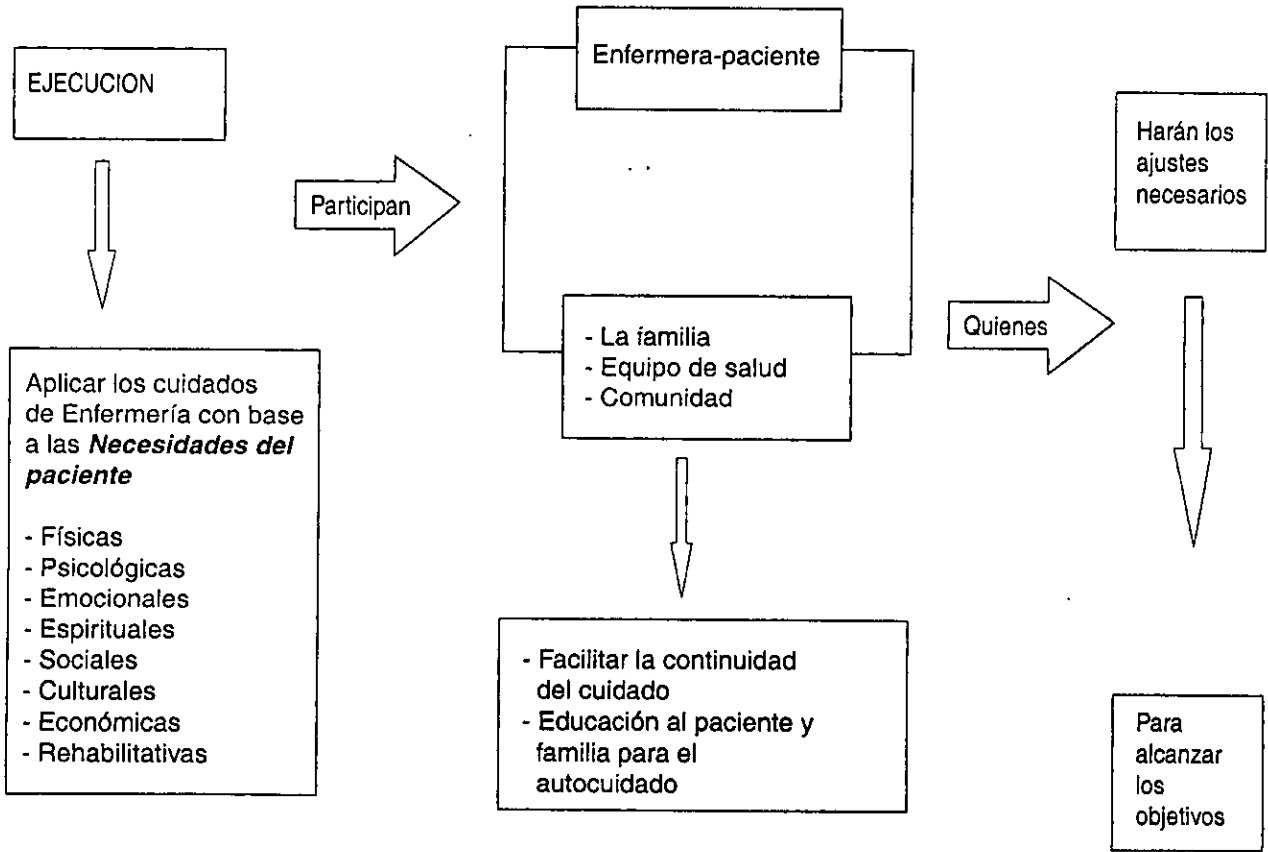 EJECUCION
Aplicar los cuidados
de Enfermería con base
a las Necesidades del
paciente
- Físicas
- Psicológicas
- Emocionales
- Espirituales
- Sociales
- Culturales
- Económicas
- Rehabilitativas
Participan
Enfermera-paciente
- La familia
- Equipo de salud
- Comunidad
- Facilitar la continuidad
del cuidado
- Educación al paciente y
familia para el
autocuidado
Quienes
Harán los
ajustes
necesarios
Para
alcanzar
los
objetivos